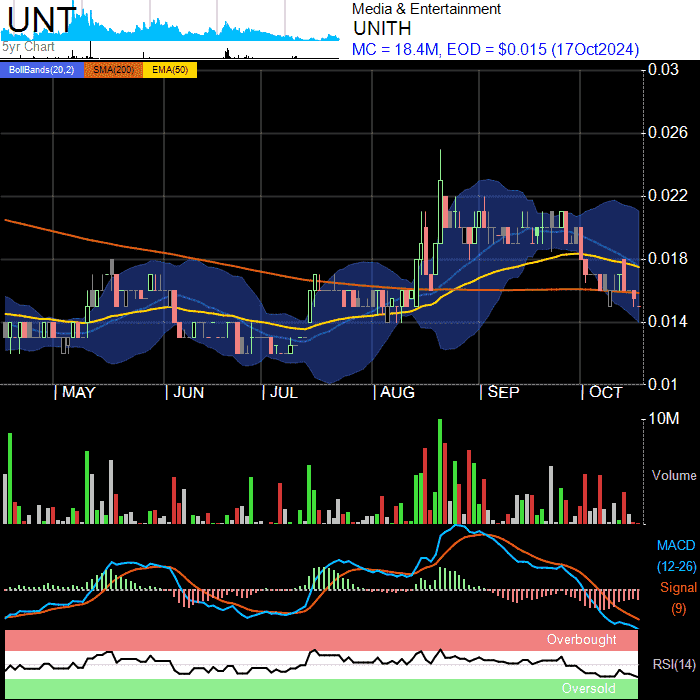 UNT
5yr Chart
Media & Entertainment
UNITH
MC = 18.4M, EOD = $0.015 (17Oct2024)
BollBands(20,2) SMA(200) EMA(50)
0.03
0.026
0.022
0.018
0.014
0.01
| MAY | JUN | JUL | AUG | SEP | OCT
10M
Volume
MACD
(12-26)
Signal
(9)
Overbought
RSI(14)
Oversold